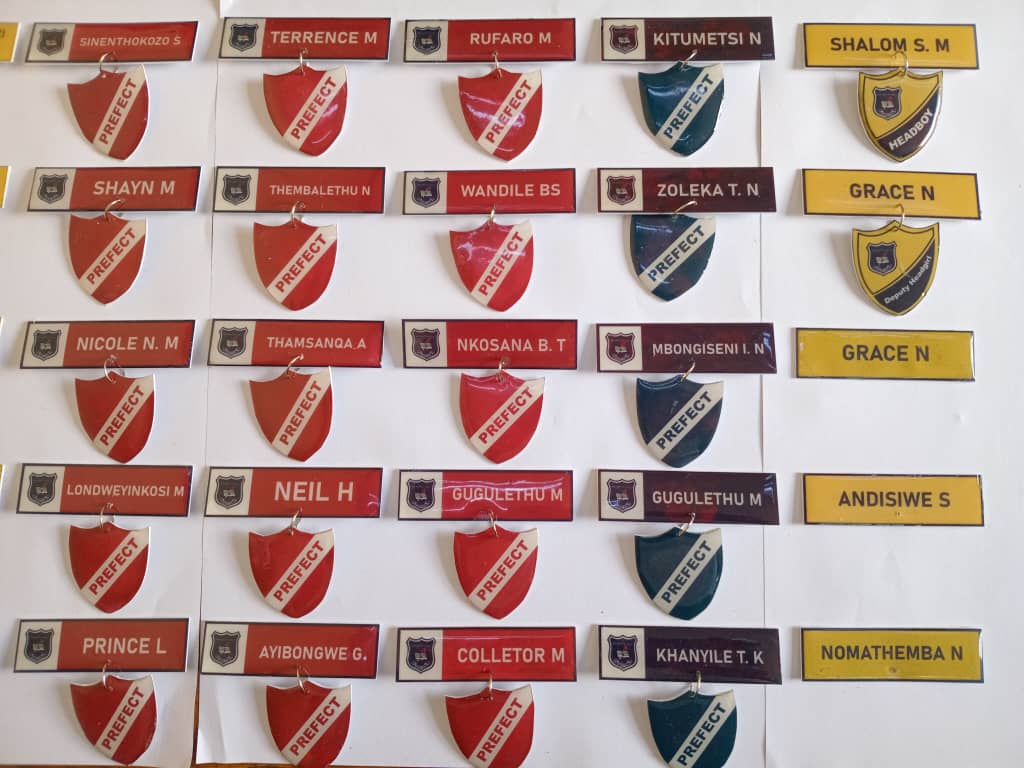 SINENTHOKOZO S
TERRENCE M
RUFARO M
KITUMETSI N
SHALOM S. M
PREFECT
PREFECT
PREFECT
PREFECT
HEADBOY
SHAYN M
THEMBALETHU N
WANDILE BS
ZOLEKA T. N
GRACE N
PREFECT
PREFECT
PREFECT
PREFECT
Deputy Headgirl
NICOLE N. M
THAMSANQA A
NKOSANA B. T
MBONGISENI I. N
GRACE N
PREFECT
PREFECT
PREFECT
PREFECT
LONDWEYINKOSI M
NEIL H
GUGULETHU M
GUGULETHU M
ANDISIWE S
PREFECT
PREFECT
PREFECT
PREFECT
PRINCE L
AYIBONGWE G.
COLLETOR M
KHANYILE T. K
NOMATHEMBA N
PREFECT
PREFECT
PREFECT
PREFECT